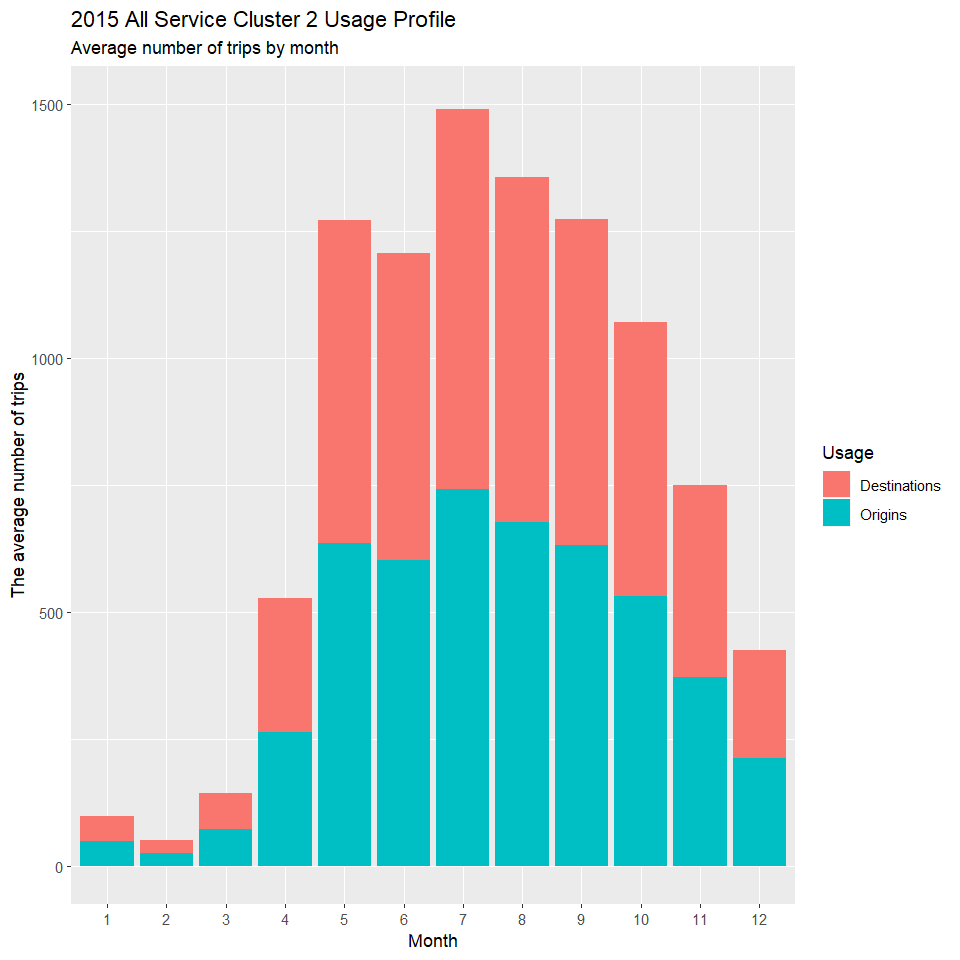 2015 All Service Cluster 2 Usage Profile
Average number of trips by month
The average number of trips
1500
1000
500
0
1 2 3 4 5 6 7 8 9 10 11 12
Month
Usage
Destinations
Origins